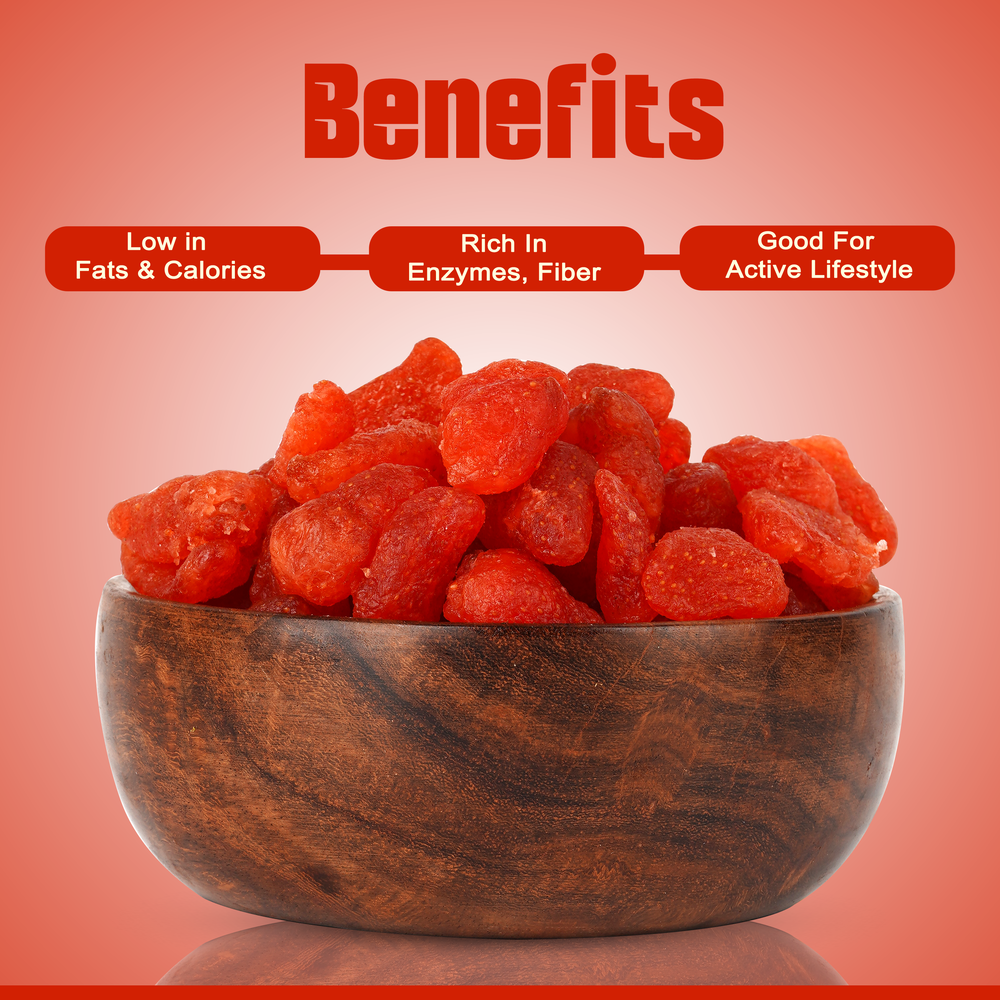 Benefits
Low in
Fats & Calories
Rich In
Enzymes, Fiber
Good For
Active Lifestyle